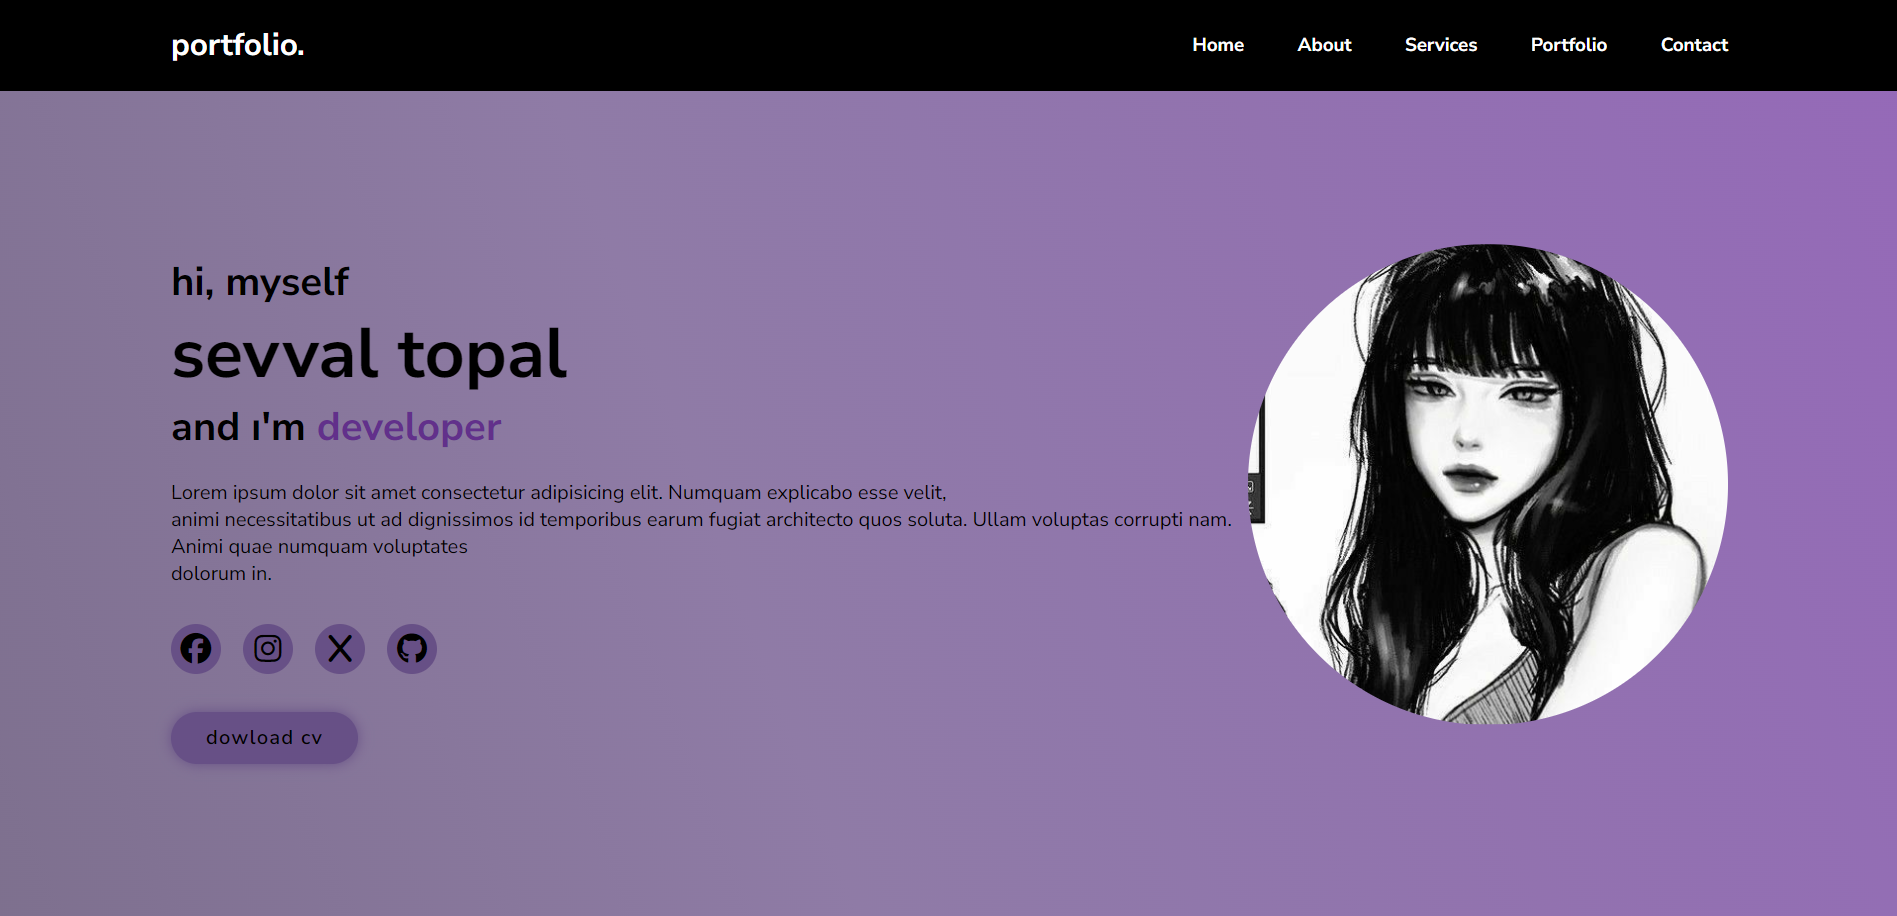 portfolio.
Home About Services Portfolio Contact
hi, myself
sevval topal
and ı'm developer
Lorem ipsum dolor sit amet consectetur adipisicing elit. Numquam explicabo esse velit,
animi necessitatibus ut ad dignissimos id temporibus earum fugiat architecto quos soluta. Ullam voluptas corrupti nam.
Animi quae numquam voluptates
dolorum in.
dowload cv